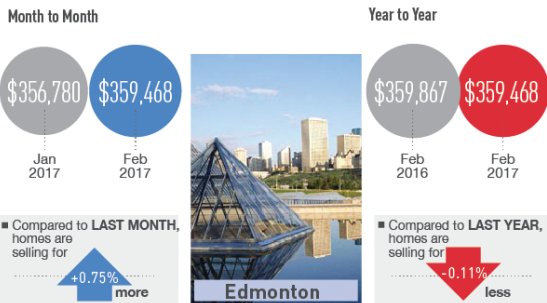 Month to Month
$356,780
$359,468
Jan
2017
Feb
2017
■ Compared to LAST MONTH,
homes are
selling for
+0.75%
more
Edmonton
Year to Year
$359,867
$359,468
Feb
2016
Feb
2017
■ Compared to LAST YEAR,
homes are
selling for
-0.11%
less